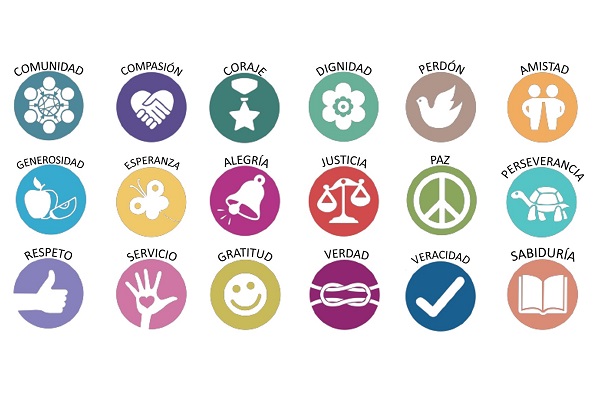 COMUNIDAD
COMPASIÓN
CORAJE
DIGNIDAD
PERDÓN
AMISTAD
GENEROSIDAD
ESPERANZA
ALEGRÍA
JUSTICIA
PAZ
PERSEVERANCIA
RESPETO
SERVICIO
GRATITUD
VERDAD
VERACIDAD
SABIDURÍA